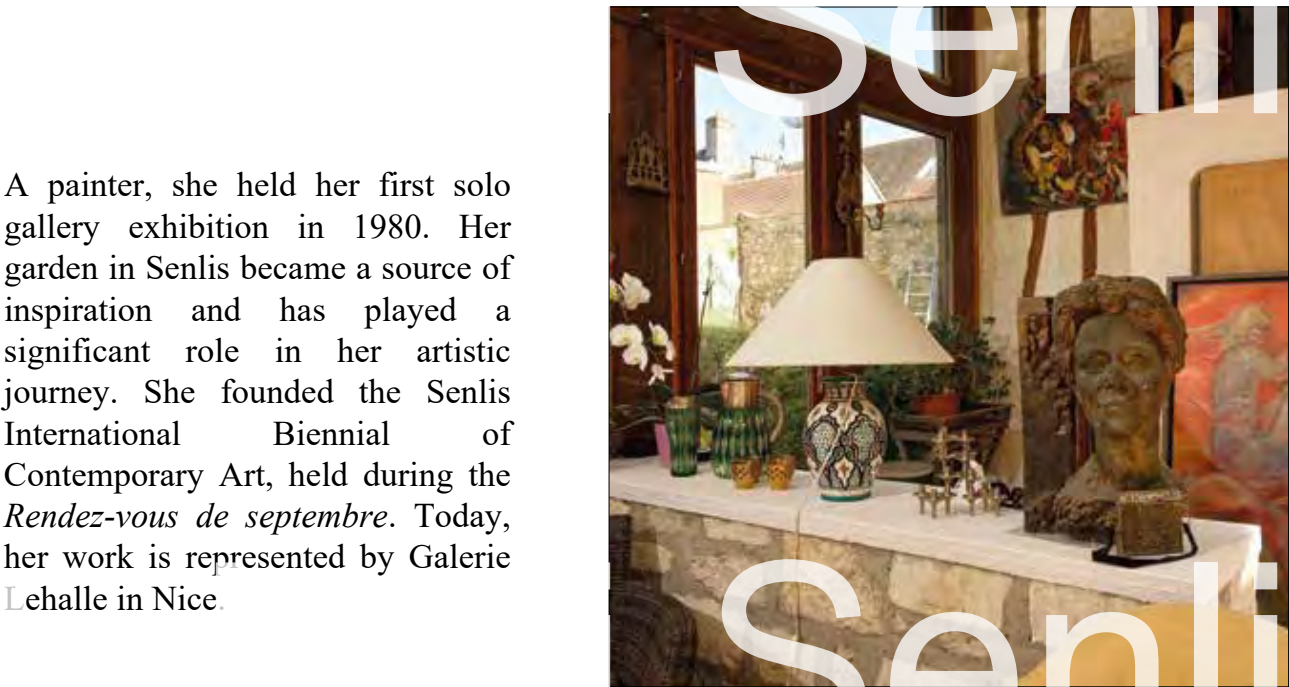 A painter, she held her first solo
gallery exhibition in 1980. Her
garden in Senlis became a source of
inspiration and has played a
significant role in her artistic
journey. She founded the Senlis
International Biennial of
Contemporary Art, held during the
Rendez-vous de septembre. Today,
her work is represented by Galerie
Lehalle in Nice.
Senli
Senli